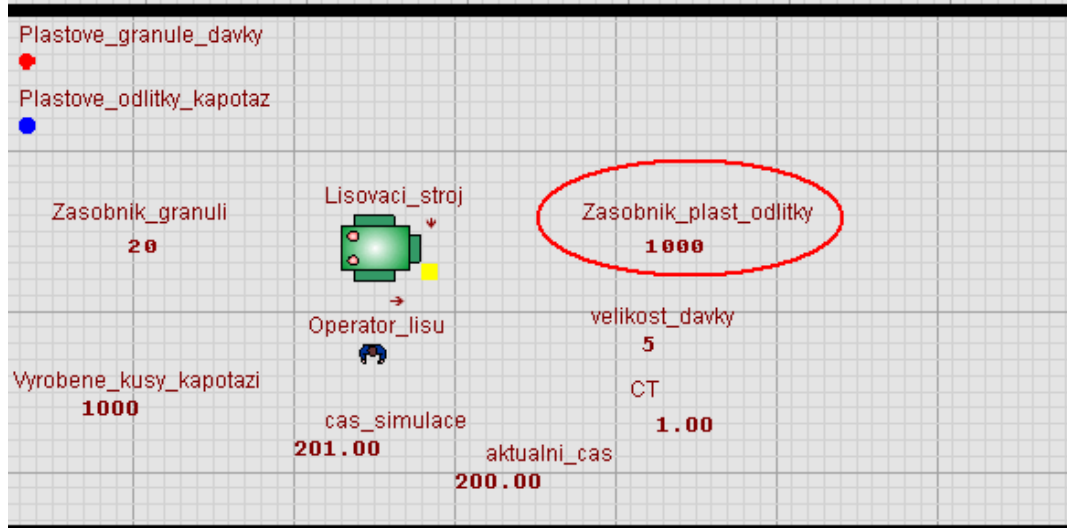 Plastove_granule_davky
Plastove_odlitky_kapotaz
Lisovaci_stroj
Zasobnik_granuli
20
Zasobnik_plast_odlitky
1000
Operator_lisu
velikost_davky
5
Vyrobene_kusy_kapotazi
1000
CT
1.00
cas_simulace
201.00
aktualni_cas
200.00